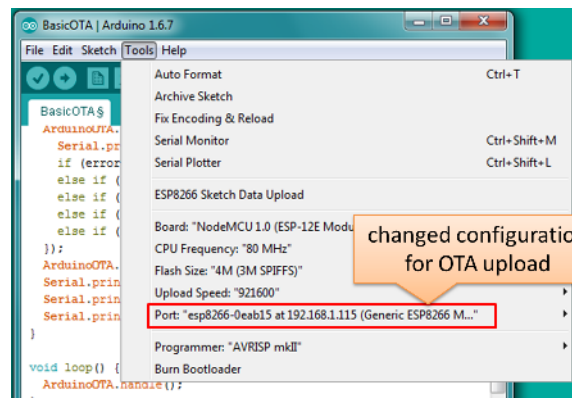 BasicOTA | Arduino 1.6.7
File Edit Sketch Tools Help
BasicOTA§
Auto Format Ctrl+T
Archive Sketch
Fix Encoding & Reload
Serial Monitor Ctrl+Shift+M
Serial Plotter Ctrl+Shift+L
ESP8266 Sketch Data Upload
Board: "NodeMCU 1.0 (ESP-12E Modu
CPU Frequency: "80 MHz"
Flash Size: "4M (3M SPIFFS)"
Upload Speed: "921600"
Port: "esp8266-0eab15 at 192.168.1.115 (Generic ESP8266 M..."
Programmer: "AVRISP mkII"
Burn Bootloader
changed configuratio
for OTA upload
ArduinoOTA.
Serial.pr
if (error
else if (
else if (
else if (
else if (
});
ArduinoOTA.
Serial.prin
Serial.prin
Serial.prin
}
void loop() {
ArduinoOTA.handle();